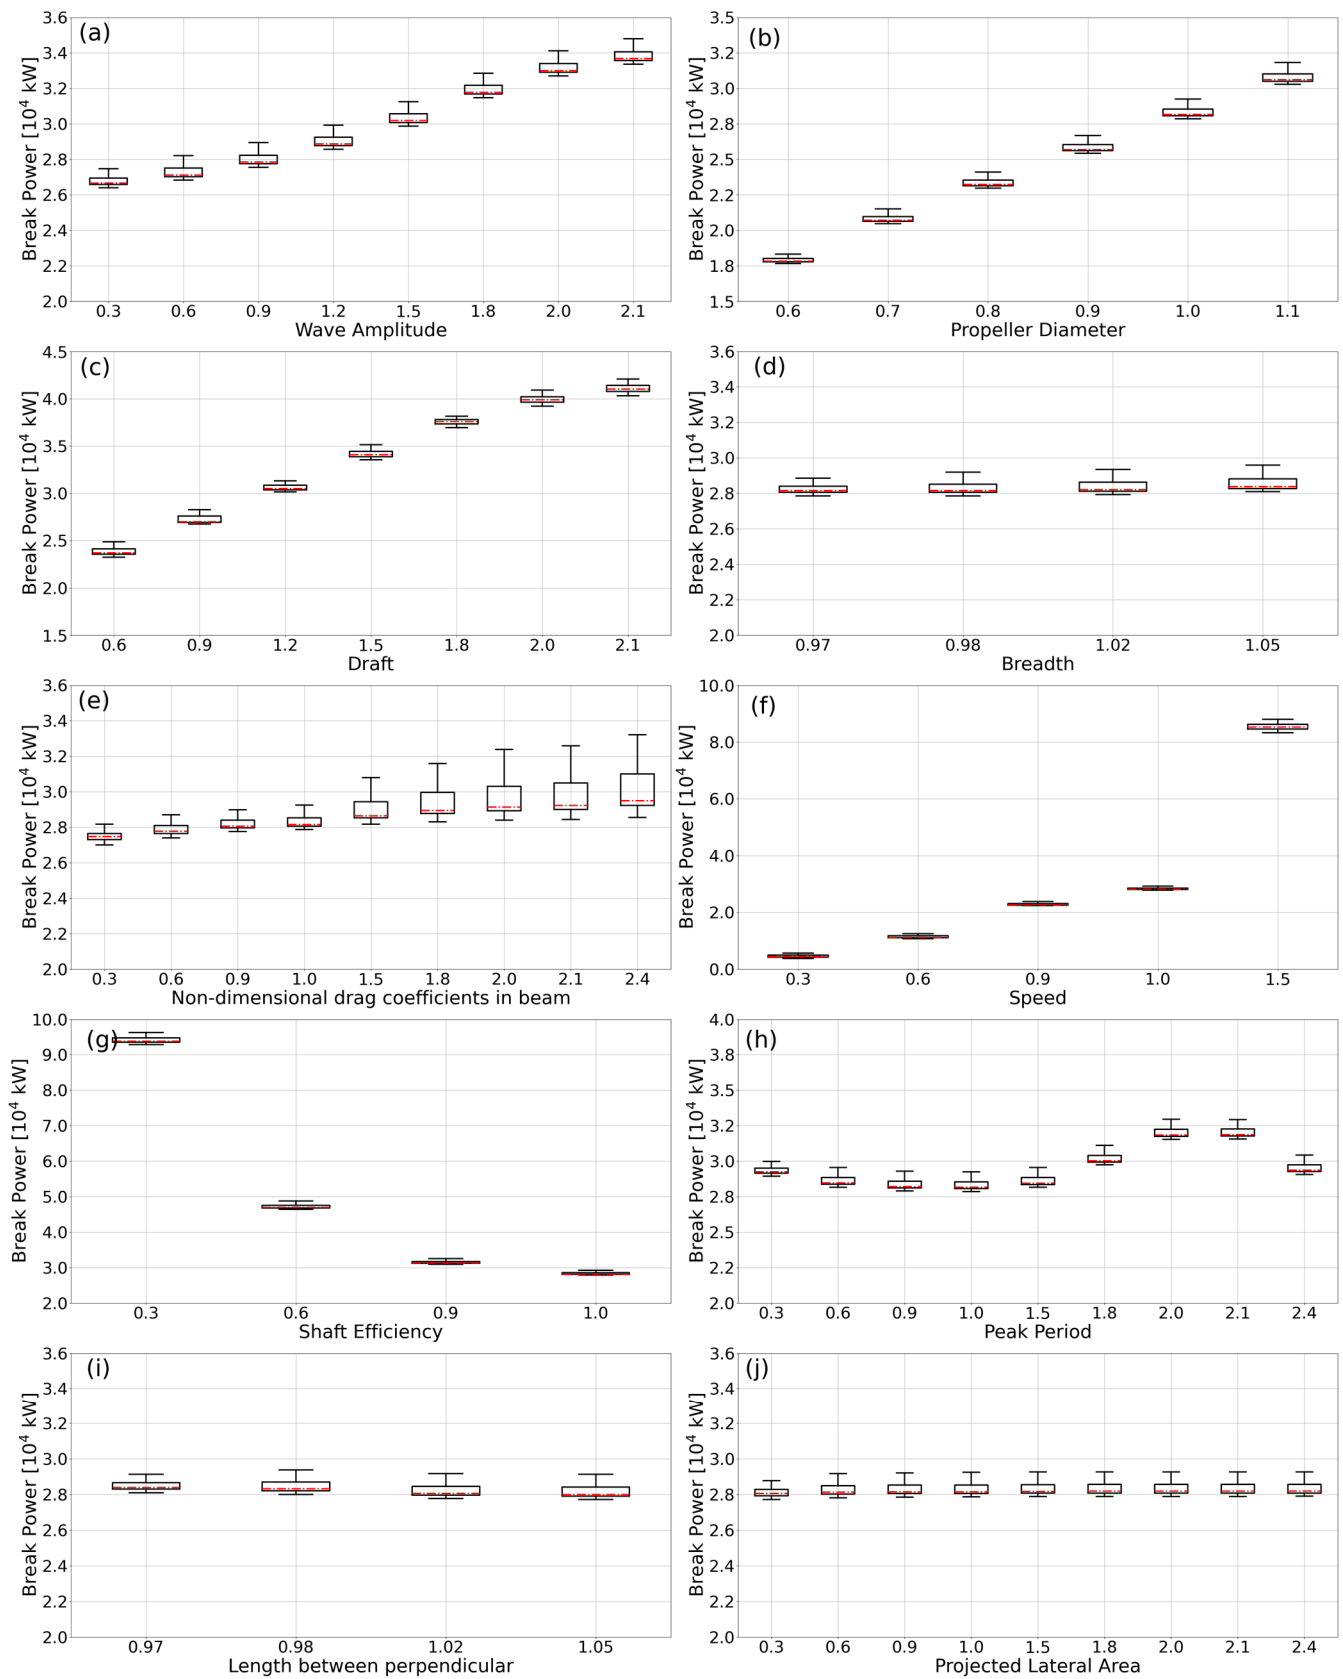 (a)
Break Power [10⁴ kW]
3.6
3.4
3.2
3.0
2.8
2.6
2.4
2.2
2.0
0.3 0.6 0.9 1.2 1.5 1.8 2.0 2.1
Wave Amplitude
(b)
Break Power [10⁴ kW]
3.5
3.2
3.0
2.8
2.5
2.2
2.0
1.8
1.5
0.6 0.7 0.8 0.9 1.0 1.1
Propeller Diameter
(c)
Break Power [10⁴ kW]
4.5
4.0
3.5
3.0
2.5
2.0
1.5
0.6 0.9 1.2 1.5 1.8 2.0 2.1
Draft
(d)
Break Power [10⁴ kW]
3.6
3.4
3.2
3.0
2.8
2.6
2.4
2.2
2.0
0.97 0.98 1.02 1.05
Breadth
(e)
Break Power [10⁴ kW]
3.6
3.4
3.2
3.0
2.8
2.6
2.4
2.2
2.0
0.3 0.6 0.9 1.0 1.5 1.8 2.0 2.1 2.4
Non-dimensional drag coefficients in beam
(f)
Break Power [10⁴ kW]
10.0
8.0
6.0
4.0
2.0
0.0
0.3 0.6 0.9 1.0 1.5
Speed
(g)
Break Power [10⁴ kW]
10.0
9.0
8.0
7.0
6.0
5.0
4.0
3.0
2.0
0.3 0.6 0.9 1.0
Shaft Efficiency
(h)
Break Power [10⁴ kW]
4.0
3.8
3.5
3.2
3.0
2.8
2.5
2.2
2.0
0.3 0.6 0.9 1.0 1.5 1.8 2.0 2.1 2.4
Peak Period
(i)
Break Power [10⁴ kW]
3.6
3.4
3.2
3.0
2.8
2.6
2.4
2.2
2.0
0.97 0.98 1.02 1.05
Length between perpendicular
(j)
Break Power [10⁴ kW]
3.6
3.4
3.2
3.0
2.8
2.6
2.4
2.2
2.0
0.3 0.6 0.9 1.0 1.5 1.8 2.0 2.1 2.4
Projected Lateral Area